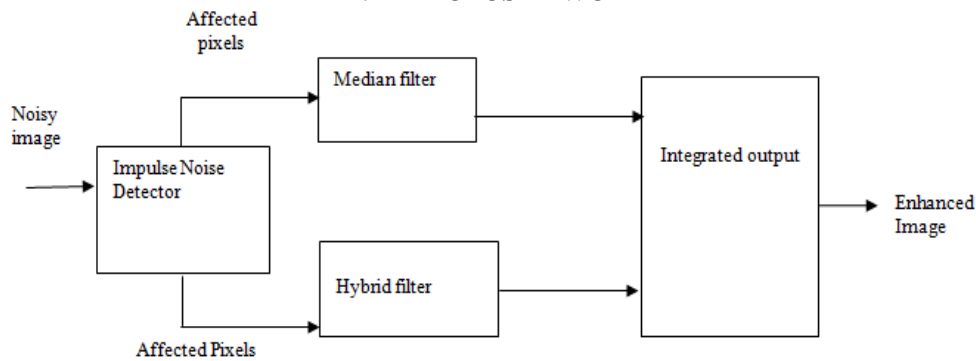 Affected
pixels
Median filter
Noisy
image
Impulse Noise
Detector
Integrated output
Enhanced
Image
Hybrid filter
Affected Pixels